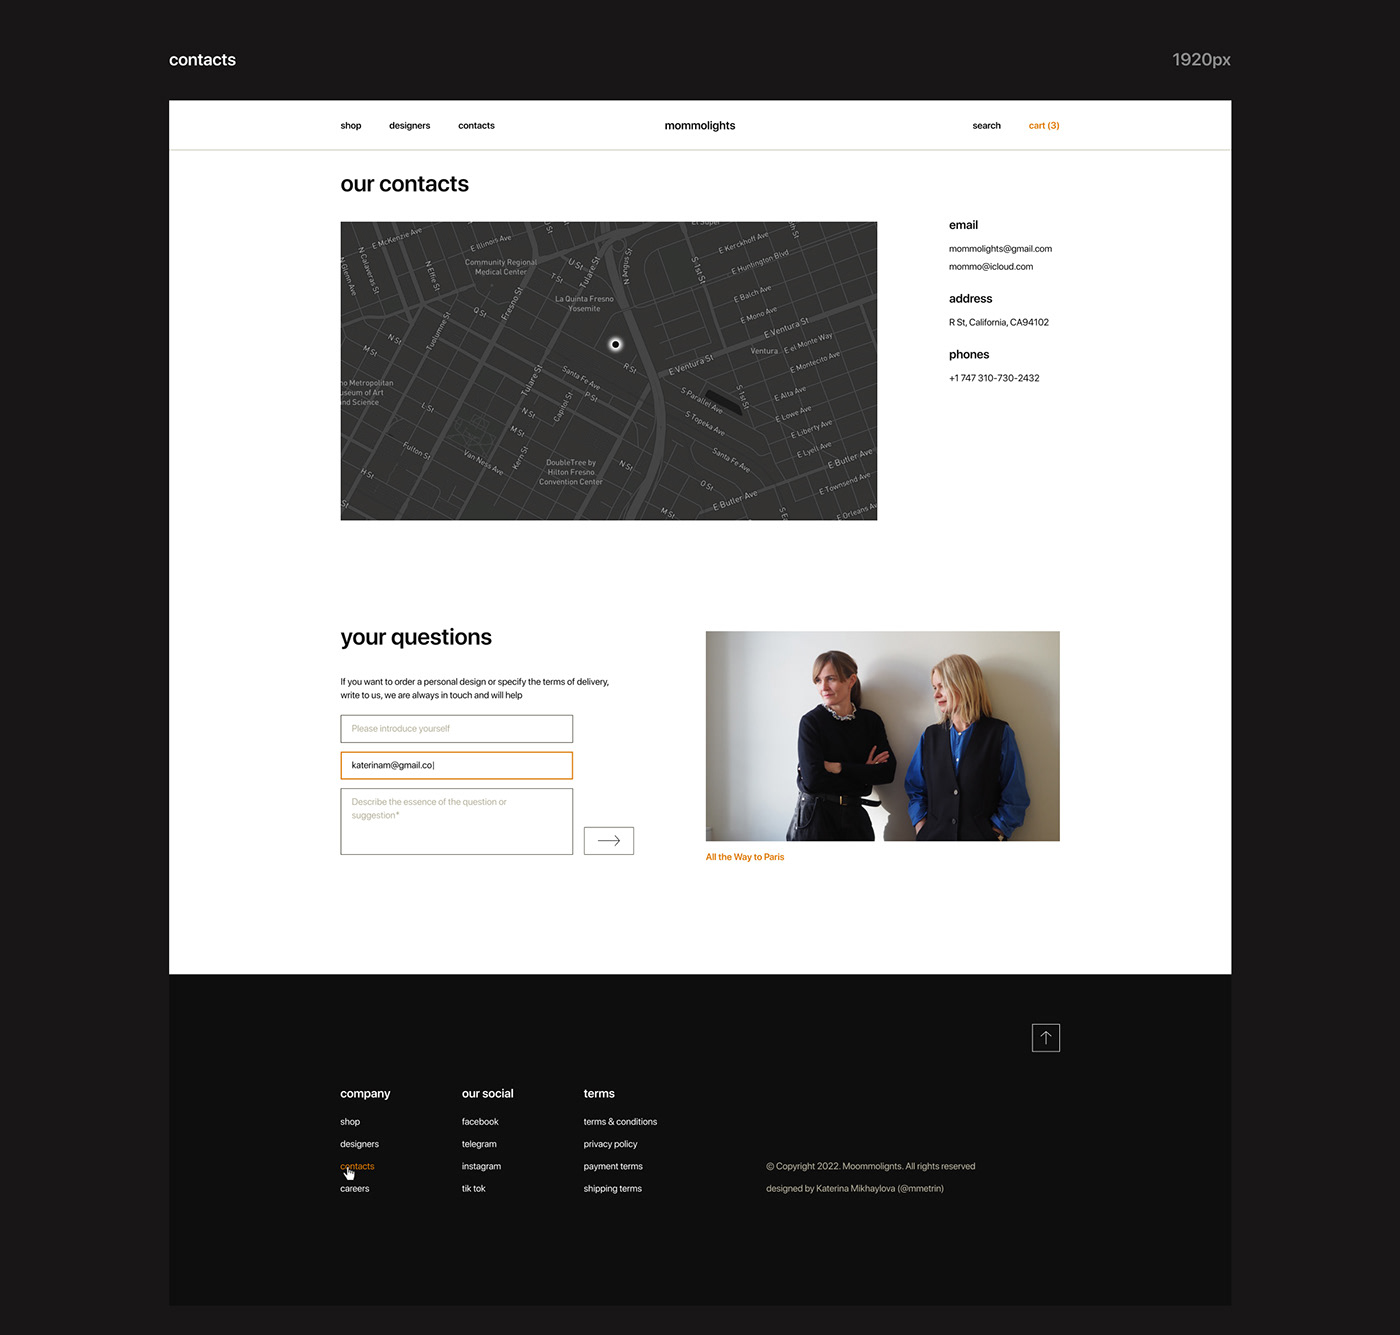 contacts
1920px
shop
designers
contacts
mommolights
search
cart (3)
our contacts
E McKenzie Ave
N Calaveras St
N Glenn Ave
N Effie St
E Illinois Ave
U St
Community Regional
Medical Center
U St
T St
Tulare St
N Angus St
La Quinta Fresno
Yosemite
Fresno St
Q St
Tuolumne St
N St
M St
S 1st St
E Kerckhoff Ave
E Huntington Blvd
E Balch Ave
E Mono Ave
E Ventura St
Ventura
E el Monte Way
E Montecito Ave
E Ventura St
R St
Santa Fe Ave
P St
Tulare St
Capitol St
no Metropolitan
useum of Art
nd Science
L St
N St
M St
Fulton St
Van Ness Ave
Kern St
H St
DoubleTree by
Hilton Fresno
Convention Center
N St
M St
S Parallel Ave
S 1st St
S Topeka Ave
Santa Fe Ave
O St
E Butler Ave
E Alta Ave
E Lowe Ave
E Liberty Ave
E Lyell Ave
E Butler Ave
E Townsend Ave
E Orleans Av
email
mommolights@gmail.com
mommo@icloud.com
address
R St, California, CA94102
phones
+1 747 310-730-2432
your questions
If you want to order a personal design or specify the terms of delivery,
write to us, we are always in touch and will help
Please introduce yourself
katerinam@gmail.co
Describe the essence of the question or
suggestion*
All the Way to Paris
company
shop
designers
contacts
careers
our social
facebook
telegram
instagram
tik tok
terms
terms & conditions
privacy policy
payment terms
shipping terms
© Copyright 2022. Moommolignts. All rights reserved
designed by Katerina Mikhaylova (@mmetrin)